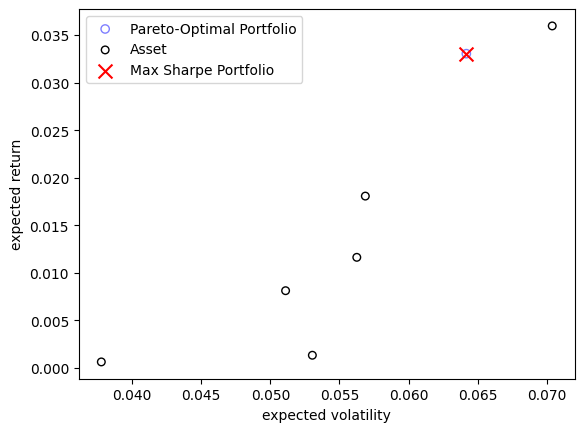 Pareto-Optimal Portfolio
Asset
Max Sharpe Portfolio
expected return
0.035
0.030
0.025
0.020
0.015
0.010
0.005
0.000
0.040 0.045 0.050 0.055 0.060 0.065 0.070
expected volatility